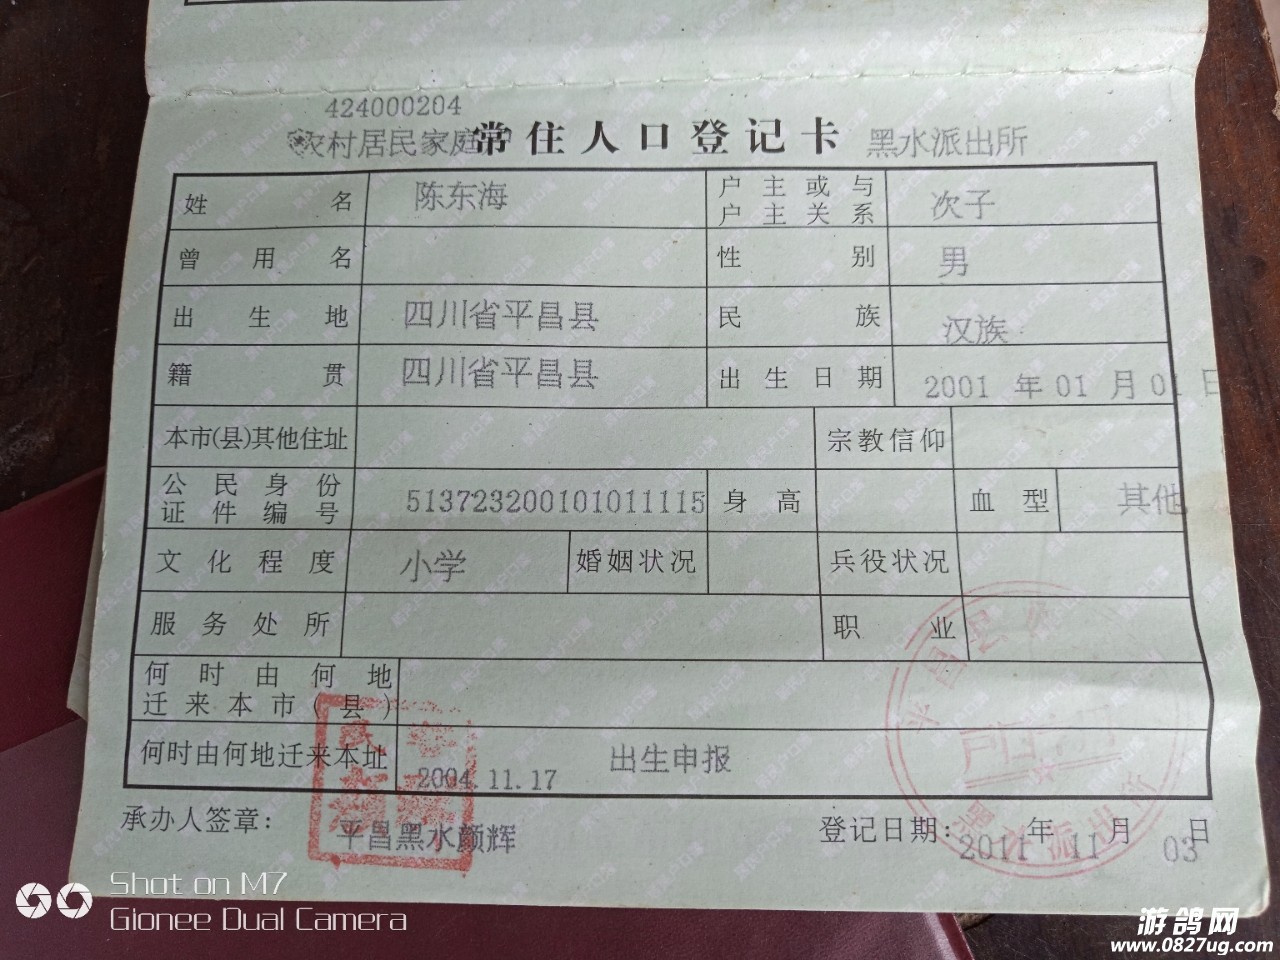 424000204
农村居民家庭 常住人口登记卡 黑水派出所
姓名 陈东海 户主或与户主关系 次子
曾用名 性别 男
出生地 四川省平昌县 民族 汉族
籍贯 四川省平昌县 出生日期 2001 年 01 月 01 日
本市(县)其他住址 宗教信仰
公民身份证件编号 513723200101011115 身高 血型 其他
文化程度 小学 婚姻状况 兵役状况
服务处所 职业
何时由何地迁来本市(县)
何时由何地迁来本址 2004.11.17 出生申报
承办人签章: 平昌黑水颜辉 登记日期: 2011 年 11 月 03 日
黑水派出所
Shot on M7
Gionee Dual Camera
游鸽网
www.0827ug.com